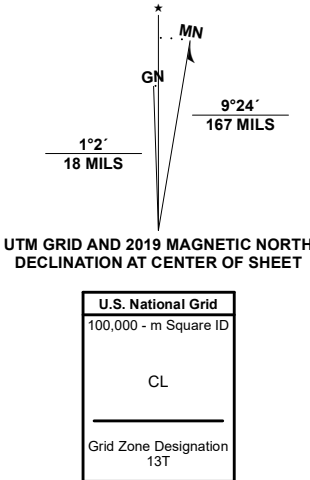 ★
MN
GN
9°24´
167 MILS
1°2´
18 MILS
UTM GRID AND 2019 MAGNETIC NORTH
DECLINATION AT CENTER OF SHEET
U.S. National Grid
100,000 - m Square ID
CL
Grid Zone Designation
13T